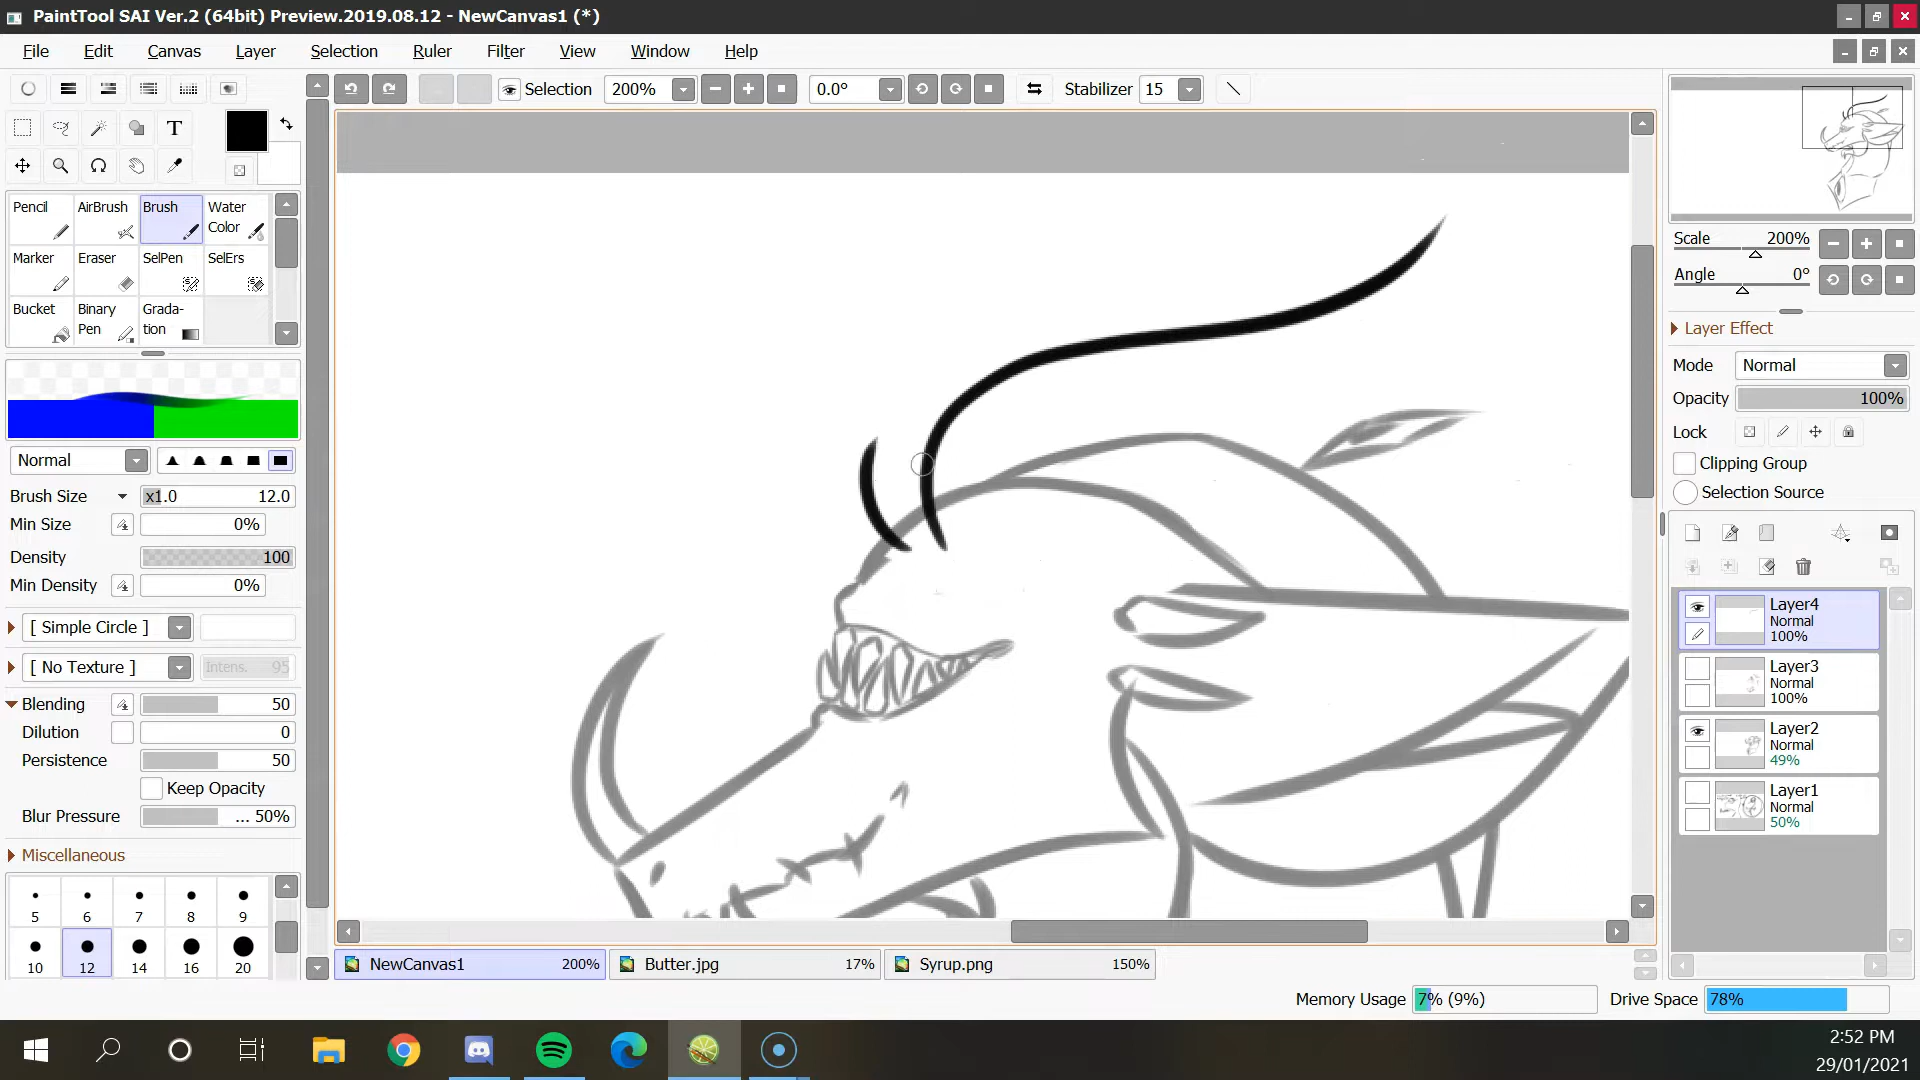 PaintTool SAI Ver.2 (64bit) Preview.2019.08.12 - NewCanvas1 (*)
File Edit Canvas Layer Selection Ruler Filter View Window Help
Selection 200% 0.0° Stabilizer 15
T
Pencil AirBrush Brush Water Color
Marker Eraser SelPen SelErs
Bucket Binary Pen Grada-tion
Normal
Brush Size x1.0 12.0
Min Size 0%
Density 100
Min Density 0%
[ Simple Circle ]
[ No Texture ] Intens. 95
Blending 50
Dilution 0
Persistence 50
Keep Opacity
Blur Pressure ... 50%
Miscellaneous
5 6 7 8 9
10 12 14 16 20
Scale 200%
Angle 0°
Layer Effect
Mode Normal
Opacity 100%
Lock
Clipping Group
Selection Source
Layer4
Normal
100%
Layer3
Normal
100%
Layer2
Normal
49%
Layer1
Normal
50%
NewCanvas1 200% Butter.jpg 17% Syrup.png 150%
Memory Usage 7% (9%) Drive Space 78%
2:52 PM
29/01/2021